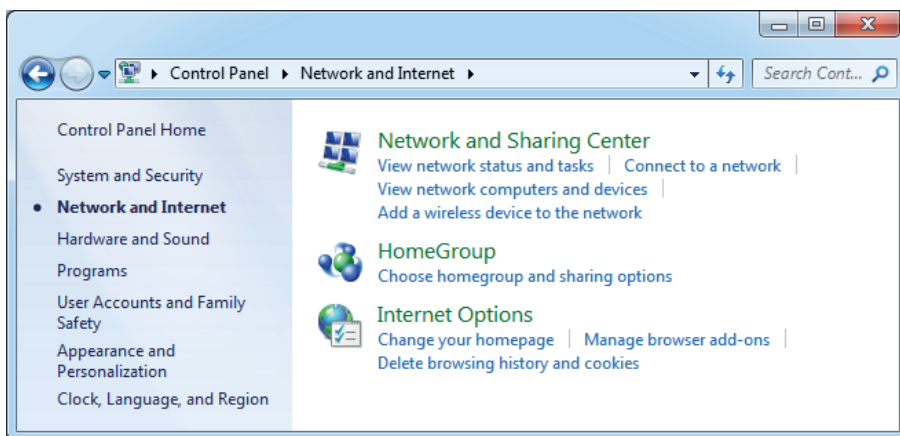 Control Panel Network and Internet
Search Cont...
Control Panel Home
System and Security
Network and Internet
Hardware and Sound
Programs
User Accounts and Family
Safety
Appearance and
Personalization
Clock, Language, and Region
Network and Sharing Center
View network status and tasks Connect to a network
View network computers and devices
Add a wireless device to the network
HomeGroup
Choose homegroup and sharing options
Internet Options
Change your homepage Manage browser add-ons
Delete browsing history and cookies